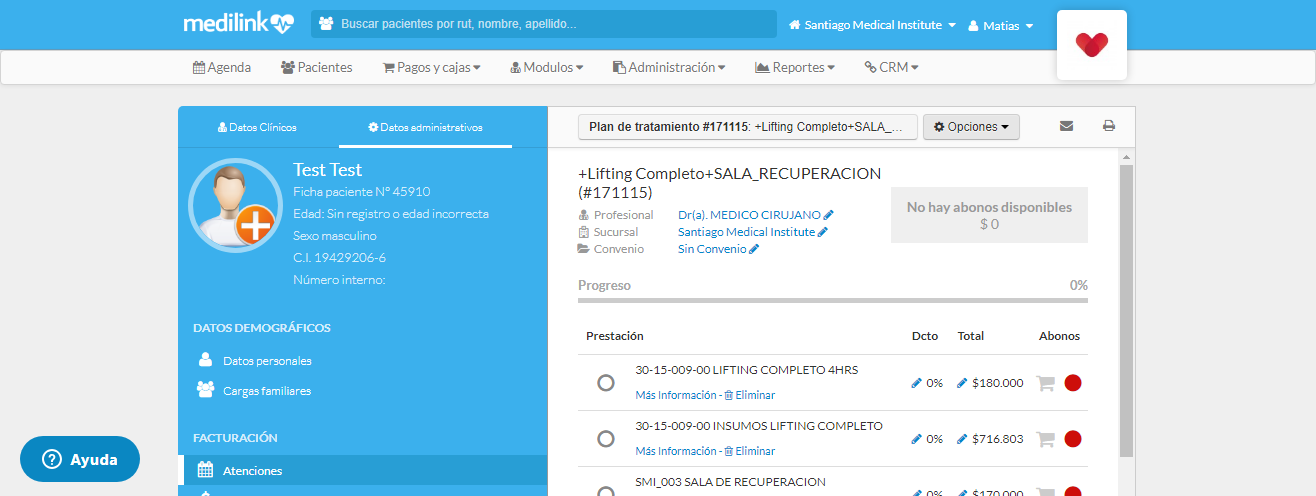 medilink
Buscar pacientes por rut, nombre, apellido...
Santiago Medical Institute
Matias
Agenda
Pacientes
Pagos y cajas
Modulos
Administración
Reportes
CRM
Datos Clínicos
Datos administrativos
Test Test
Ficha paciente N° 45910
Edad: Sin registro o edad incorrecta
Sexo masculino
C.I. 19429206-6
Número interno:
DATOS DEMOGRÁFICOS
Datos personales
Cargas familiares
FACTURACIÓN
Atenciones
Ayuda
Plan de tratamiento #171115: +Lifting Completo+SALA_...
Opciones
+Lifting Completo+SALA_RECUPERACION
(#171115)
No hay abonos disponibles
$ 0
Profesional Dr(a). MEDICO CIRUJANO
Sucursal Santiago Medical Institute
Convenio Sin Convenio
Progreso 0%
Prestación Dcto Total Abonos
30-15-009-00 LIFTING COMPLETO 4HRS
0% $180.000
Más Información - Eliminar
30-15-009-00 INSUMOS LIFTING COMPLETO
0% $716.803
Más Información - Eliminar
SMI_003 SALA DE RECUPERACION
0% $170.000